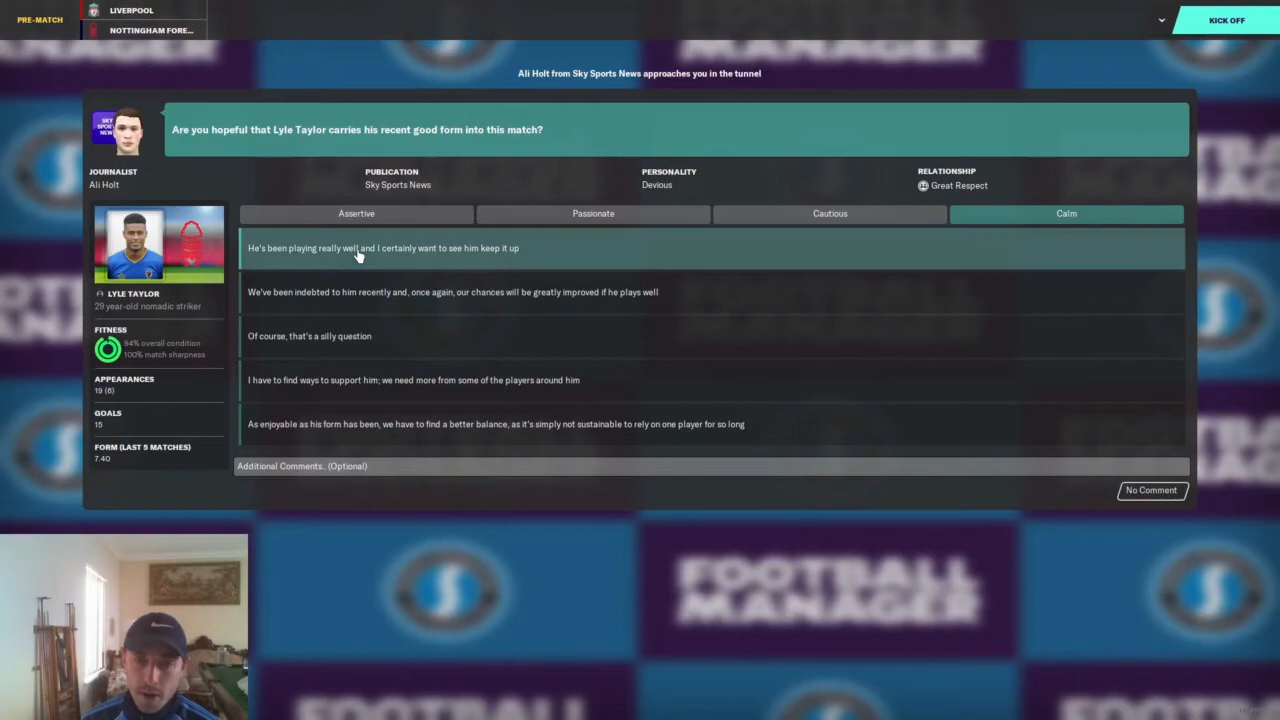 PRE-MATCH
LIVERPOOL
NOTTINGHAM FORE...
KICK OFF
Ali Holt from Sky Sports News approaches you in the tunnel
SKY
SPOR
NEW
Are you hopeful that Lyle Taylor carries his recent good form into this match?
JOURNALIST
Ali Holt
PUBLICATION
Sky Sports News
PERSONALITY
Devious
RELATIONSHIP
Great Respect
Assertive
Passionate
Cautious
Calm
He's been playing really well and I certainly want to see him keep it up
We've been indebted to him recently and, once again, our chances will be greatly improved if he plays well
Of course, that's a silly question
I have to find ways to support him; we need more from some of the players around him
As enjoyable as his form has been, we have to find a better balance, as it's simply not sustainable to rely on one player for so long
LYLE TAYLOR
29 year-old nomadic striker
FITNESS
94% overall condition
100% match sharpness
APPEARANCES
19 (6)
GOALS
15
FORM (LAST 5 MATCHES)
7.40
Additional Comments.. (Optional)
No Comment
FOOTBALL
MANAGER